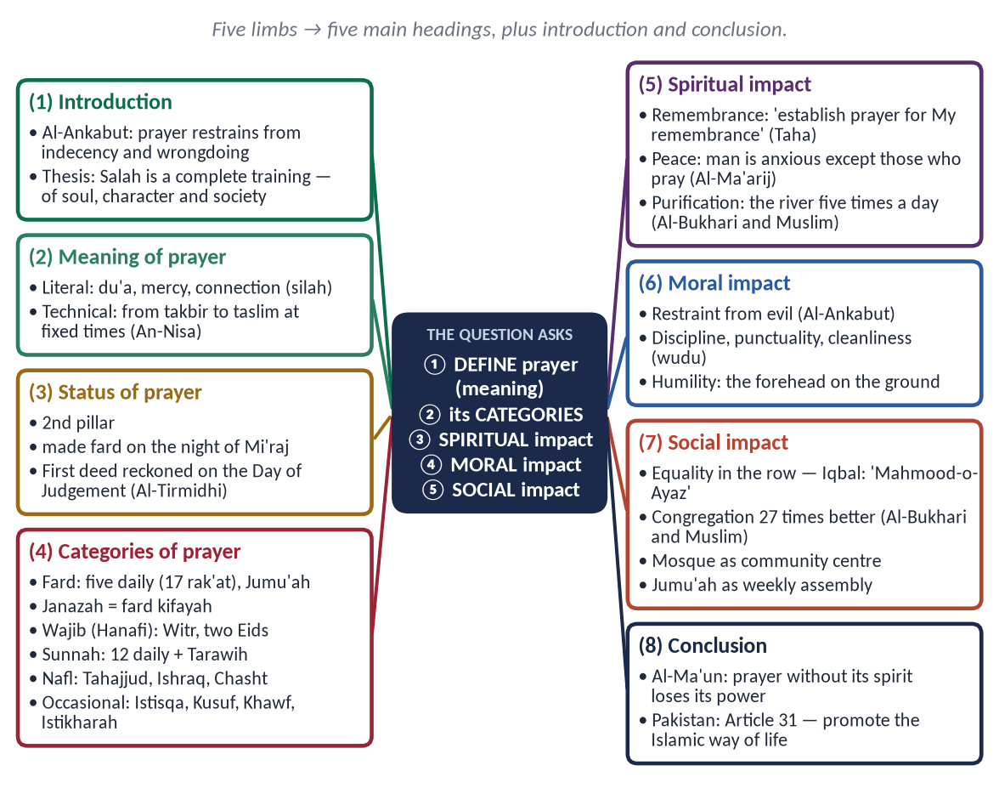 Five limbs → five main headings, plus introduction and conclusion.
(1) Introduction
• Al-Ankabut: prayer restrains from
indecency and wrongdoing
• Thesis: Salah is a complete training —
of soul, character and society
(2) Meaning of prayer
• Literal: du'a, mercy, connection (silah)
• Technical: from takbir to taslim at
fixed times (An-Nisa)
(3) Status of prayer
• 2nd pillar
• made fard on the night of Mi'raj
• First deed reckoned on the Day of
Judgement (Al-Tirmidhi)
(4) Categories of prayer
• Fard: five daily (17 rak'at), Jumu'ah
• Janazah = fard kifayah
• Wajib (Hanafi): Witr, two Eids
• Sunnah: 12 daily + Tarawih
• Nafl: Tahajjud, Ishraq, Chasht
• Occasional: Istisqa, Kusuf, Khawf,
Istikharah
THE QUESTION ASKS
① DEFINE prayer
(meaning)
② its CATEGORIES
③ SPIRITUAL impact
④ MORAL impact
⑤ SOCIAL impact
(5) Spiritual impact
• Remembrance: 'establish prayer for My
remembrance' (Taha)
• Peace: man is anxious except those who
pray (Al-Ma'arij)
• Purification: the river five times a day
(Al-Bukhari and Muslim)
(6) Moral impact
• Restraint from evil (Al-Ankabut)
• Discipline, punctuality, cleanliness
(wudu)
• Humility: the forehead on the ground
(7) Social impact
• Equality in the row — Iqbal: 'Mahmood-o-
Ayaz'
• Congregation 27 times better (Al-Bukhari
and Muslim)
• Mosque as community centre
• Jumu'ah as weekly assembly
(8) Conclusion
• Al-Ma'un: prayer without its spirit
loses its power
• Pakistan: Article 31 — promote the
Islamic way of life